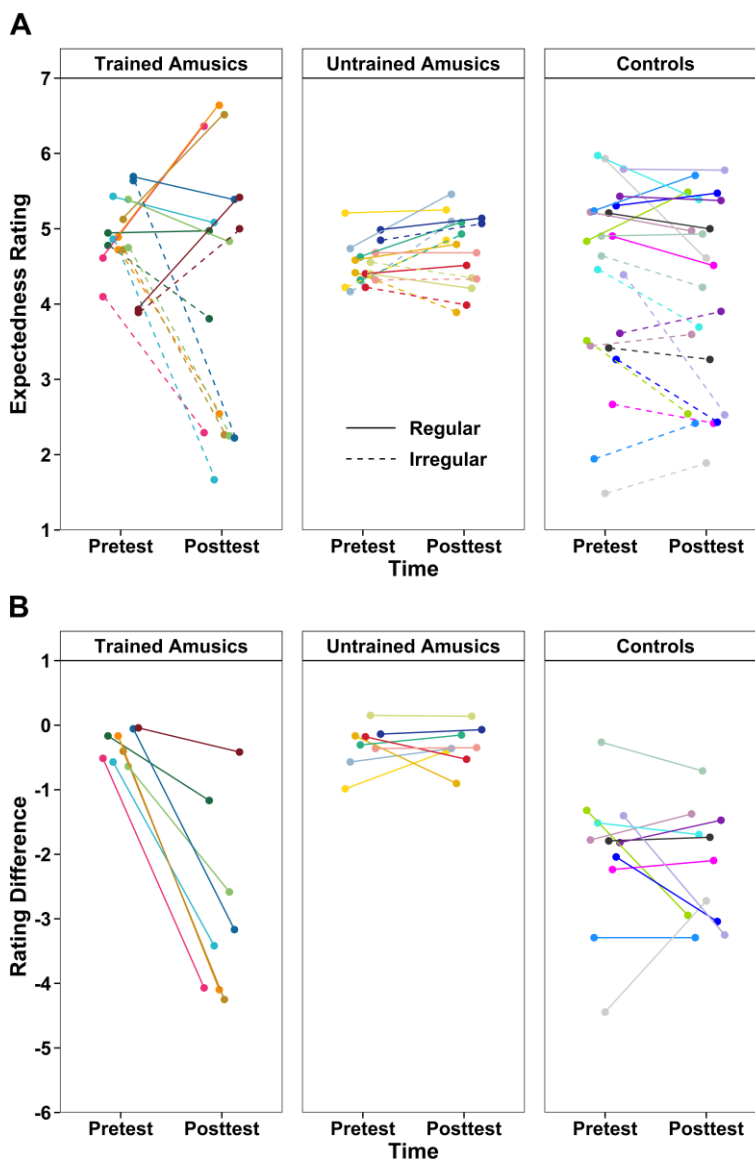 A
Trained Amusics
Untrained Amusics
Controls
Expectedness Rating
7
6
5
4
3
2
1
Regular
Irregular
Pretest Posttest
Pretest Posttest
Pretest Posttest
Time
B
Trained Amusics
Untrained Amusics
Controls
Rating Difference
1
0
-1
-2
-3
-4
-5
-6
Pretest Posttest
Pretest Posttest
Pretest Posttest
Time